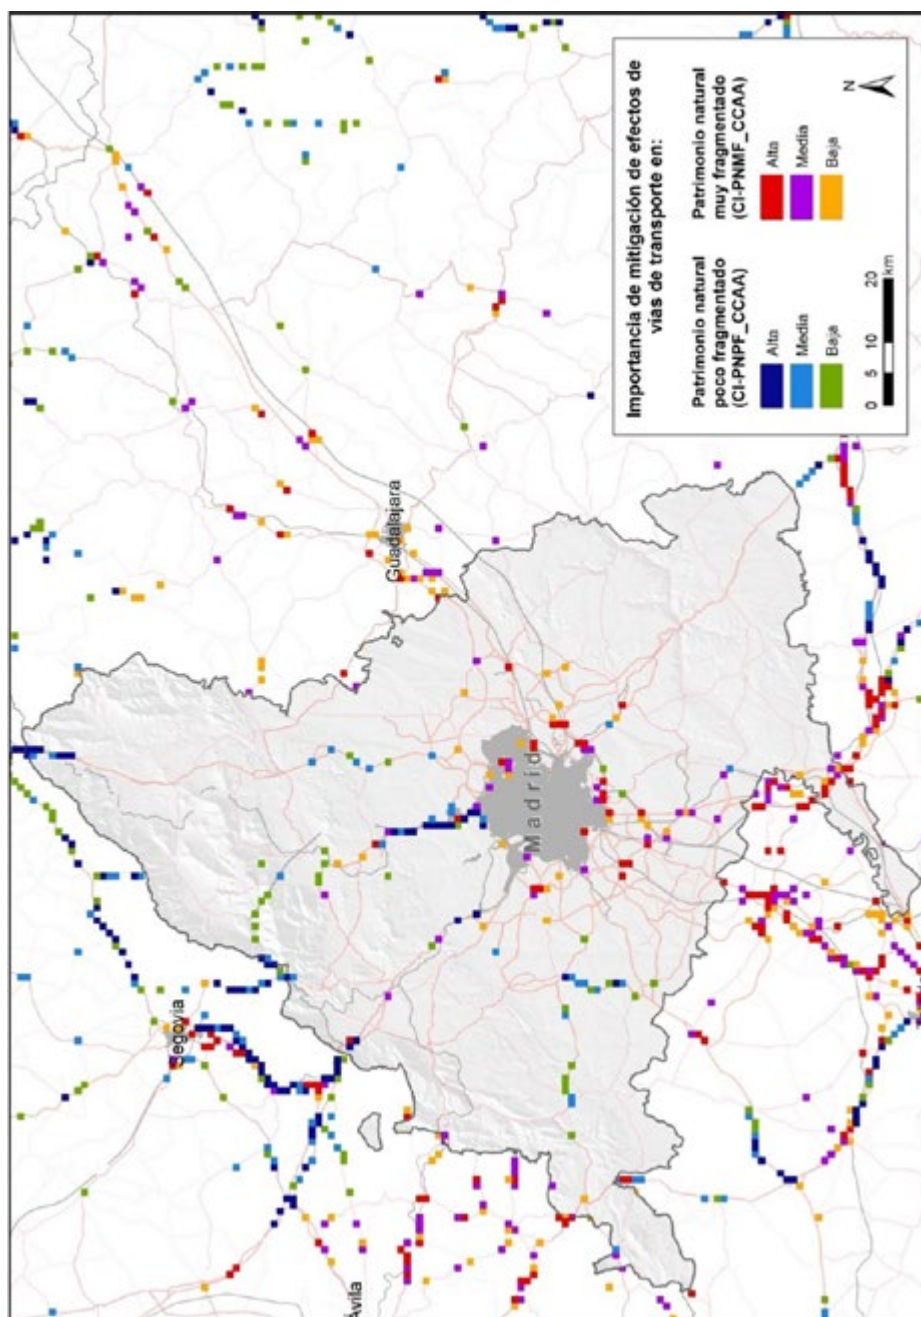 Importancia de mitigación de efectos de
vías de transporte en:
Patrimonio natural
poco fragmentado
(CI-PNPF_CCAA)
Alta
Media
Baja
Patrimonio natural
muy fragmentado
(CI-PNMF_CCAA)
Alta
Media
Baja
0 5 10 20
km
N
Segovia
Ávila
Guadalajara
Madrid